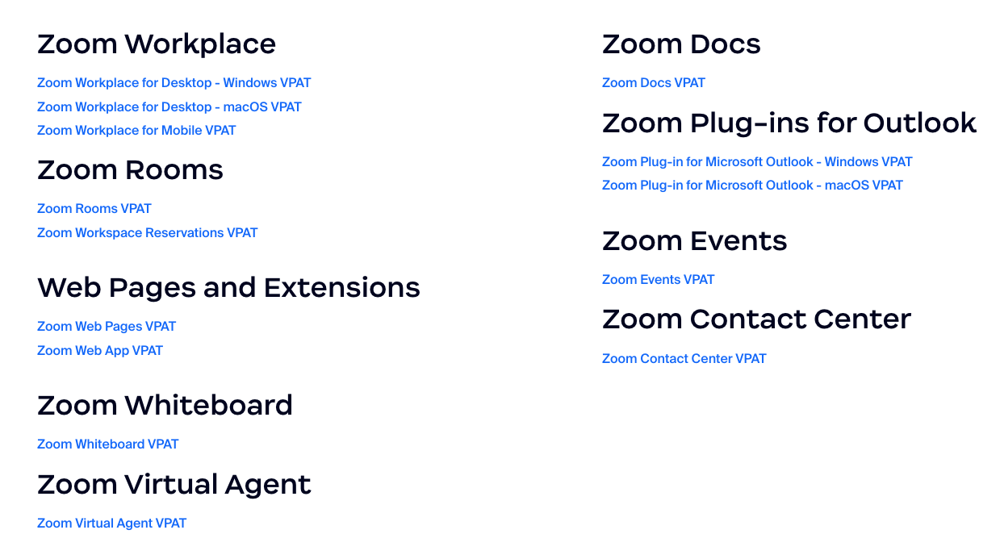 Zoom Workplace
Zoom Workplace for Desktop - Windows VPAT
Zoom Workplace for Desktop - macOS VPAT
Zoom Workplace for Mobile VPAT
Zoom Rooms
Zoom Rooms VPAT
Zoom Workspace Reservations VPAT
Web Pages and Extensions
Zoom Web Pages VPAT
Zoom Web App VPAT
Zoom Whiteboard
Zoom Whiteboard VPAT
Zoom Virtual Agent
Zoom Virtual Agent VPAT
Zoom Docs
Zoom Docs VPAT
Zoom Plug-ins for Outlook
Zoom Plug-in for Microsoft Outlook - Windows VPAT
Zoom Plug-in for Microsoft Outlook - macOS VPAT
Zoom Events
Zoom Events VPAT
Zoom Contact Center
Zoom Contact Center VPAT